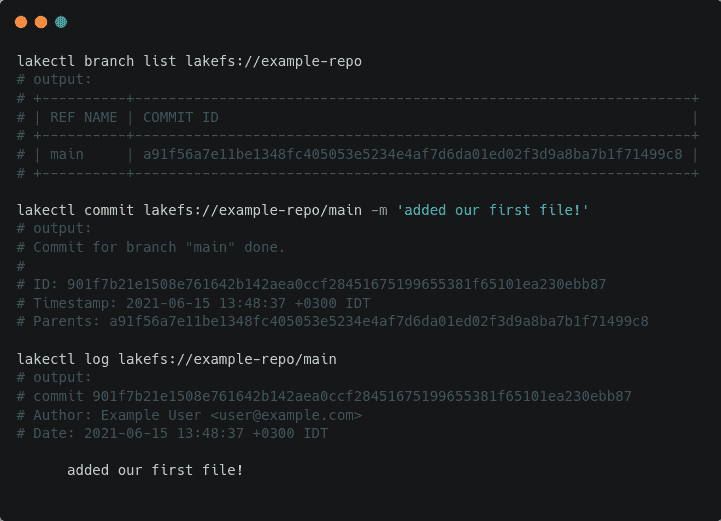 lakectl branch list lakefs://example-repo
# output:
# +----------+------------------------------------------------------------------+
# | REF NAME | COMMIT ID                                                        |
# +----------+------------------------------------------------------------------+
# | main     | a91f56a7e11be1348fc405053e5234e4af7d6da01ed02f3d9a8ba7b1f71499c8 |
# +----------+------------------------------------------------------------------+
lakectl commit lakefs://example-repo/main -m 'added our first file!'
# output:
# Commit for branch "main" done.
#
# ID: 901f7b21e1508e761642b142aea0ccf28451675199655381f65101ea230ebb87
# Timestamp: 2021-06-15 13:48:37 +0300 IDT
# Parents: a91f56a7e11be1348fc405053e5234e4af7d6da01ed02f3d9a8ba7b1f71499c8
lakectl log lakefs://example-repo/main
# output:
# commit 901f7b21e1508e761642b142aea0ccf28451675199655381f65101ea230ebb87
# Author: Example User <user@example.com>
# Date: 2021-06-15 13:48:37 +0300 IDT
      added our first file!